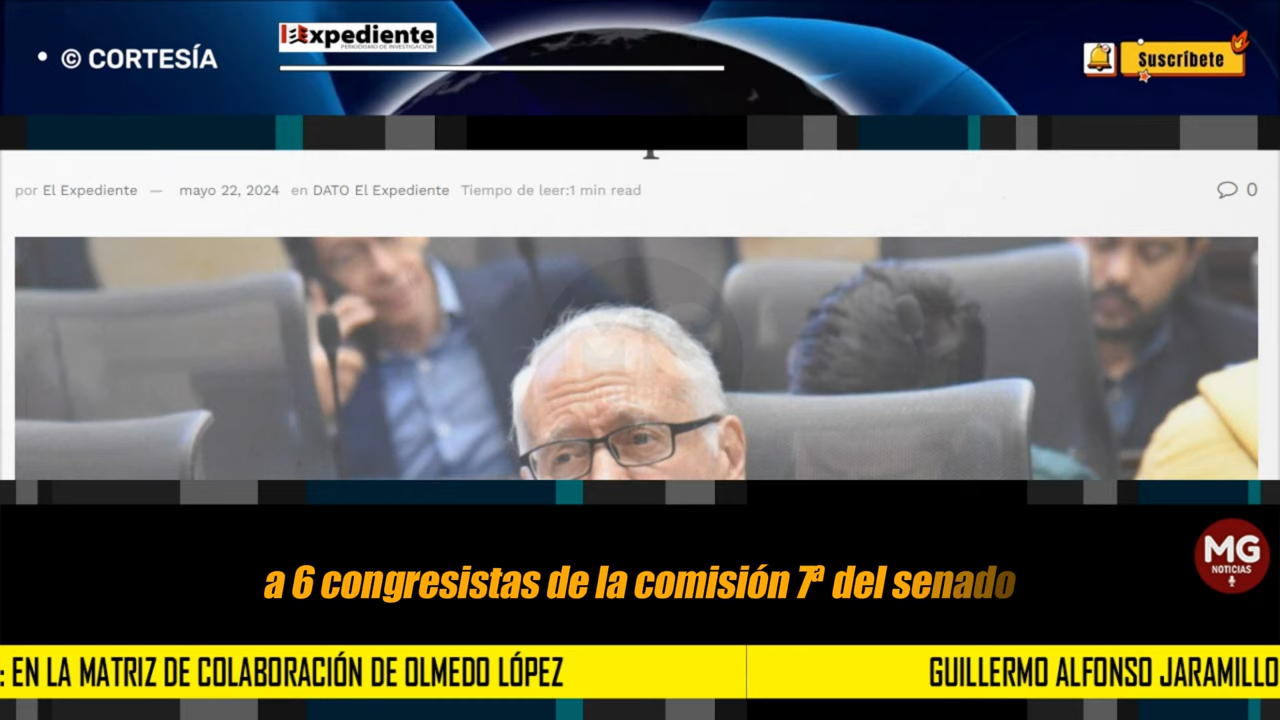 • © CORTESÍA
Expediente
PERIODISMO DE INVESTIGACIÓN
Suscríbete
por El Expediente — mayo 22, 2024 en DATO El Expediente Tiempo de leer:1 min read
0
a 6 congresistas de la comisión 7ª del senado
MG
NOTICIAS
: EN LA MATRIZ DE COLABORACIÓN DE OLMEDO LÓPEZ
GUILLERMO ALFONSO JARAMILLO